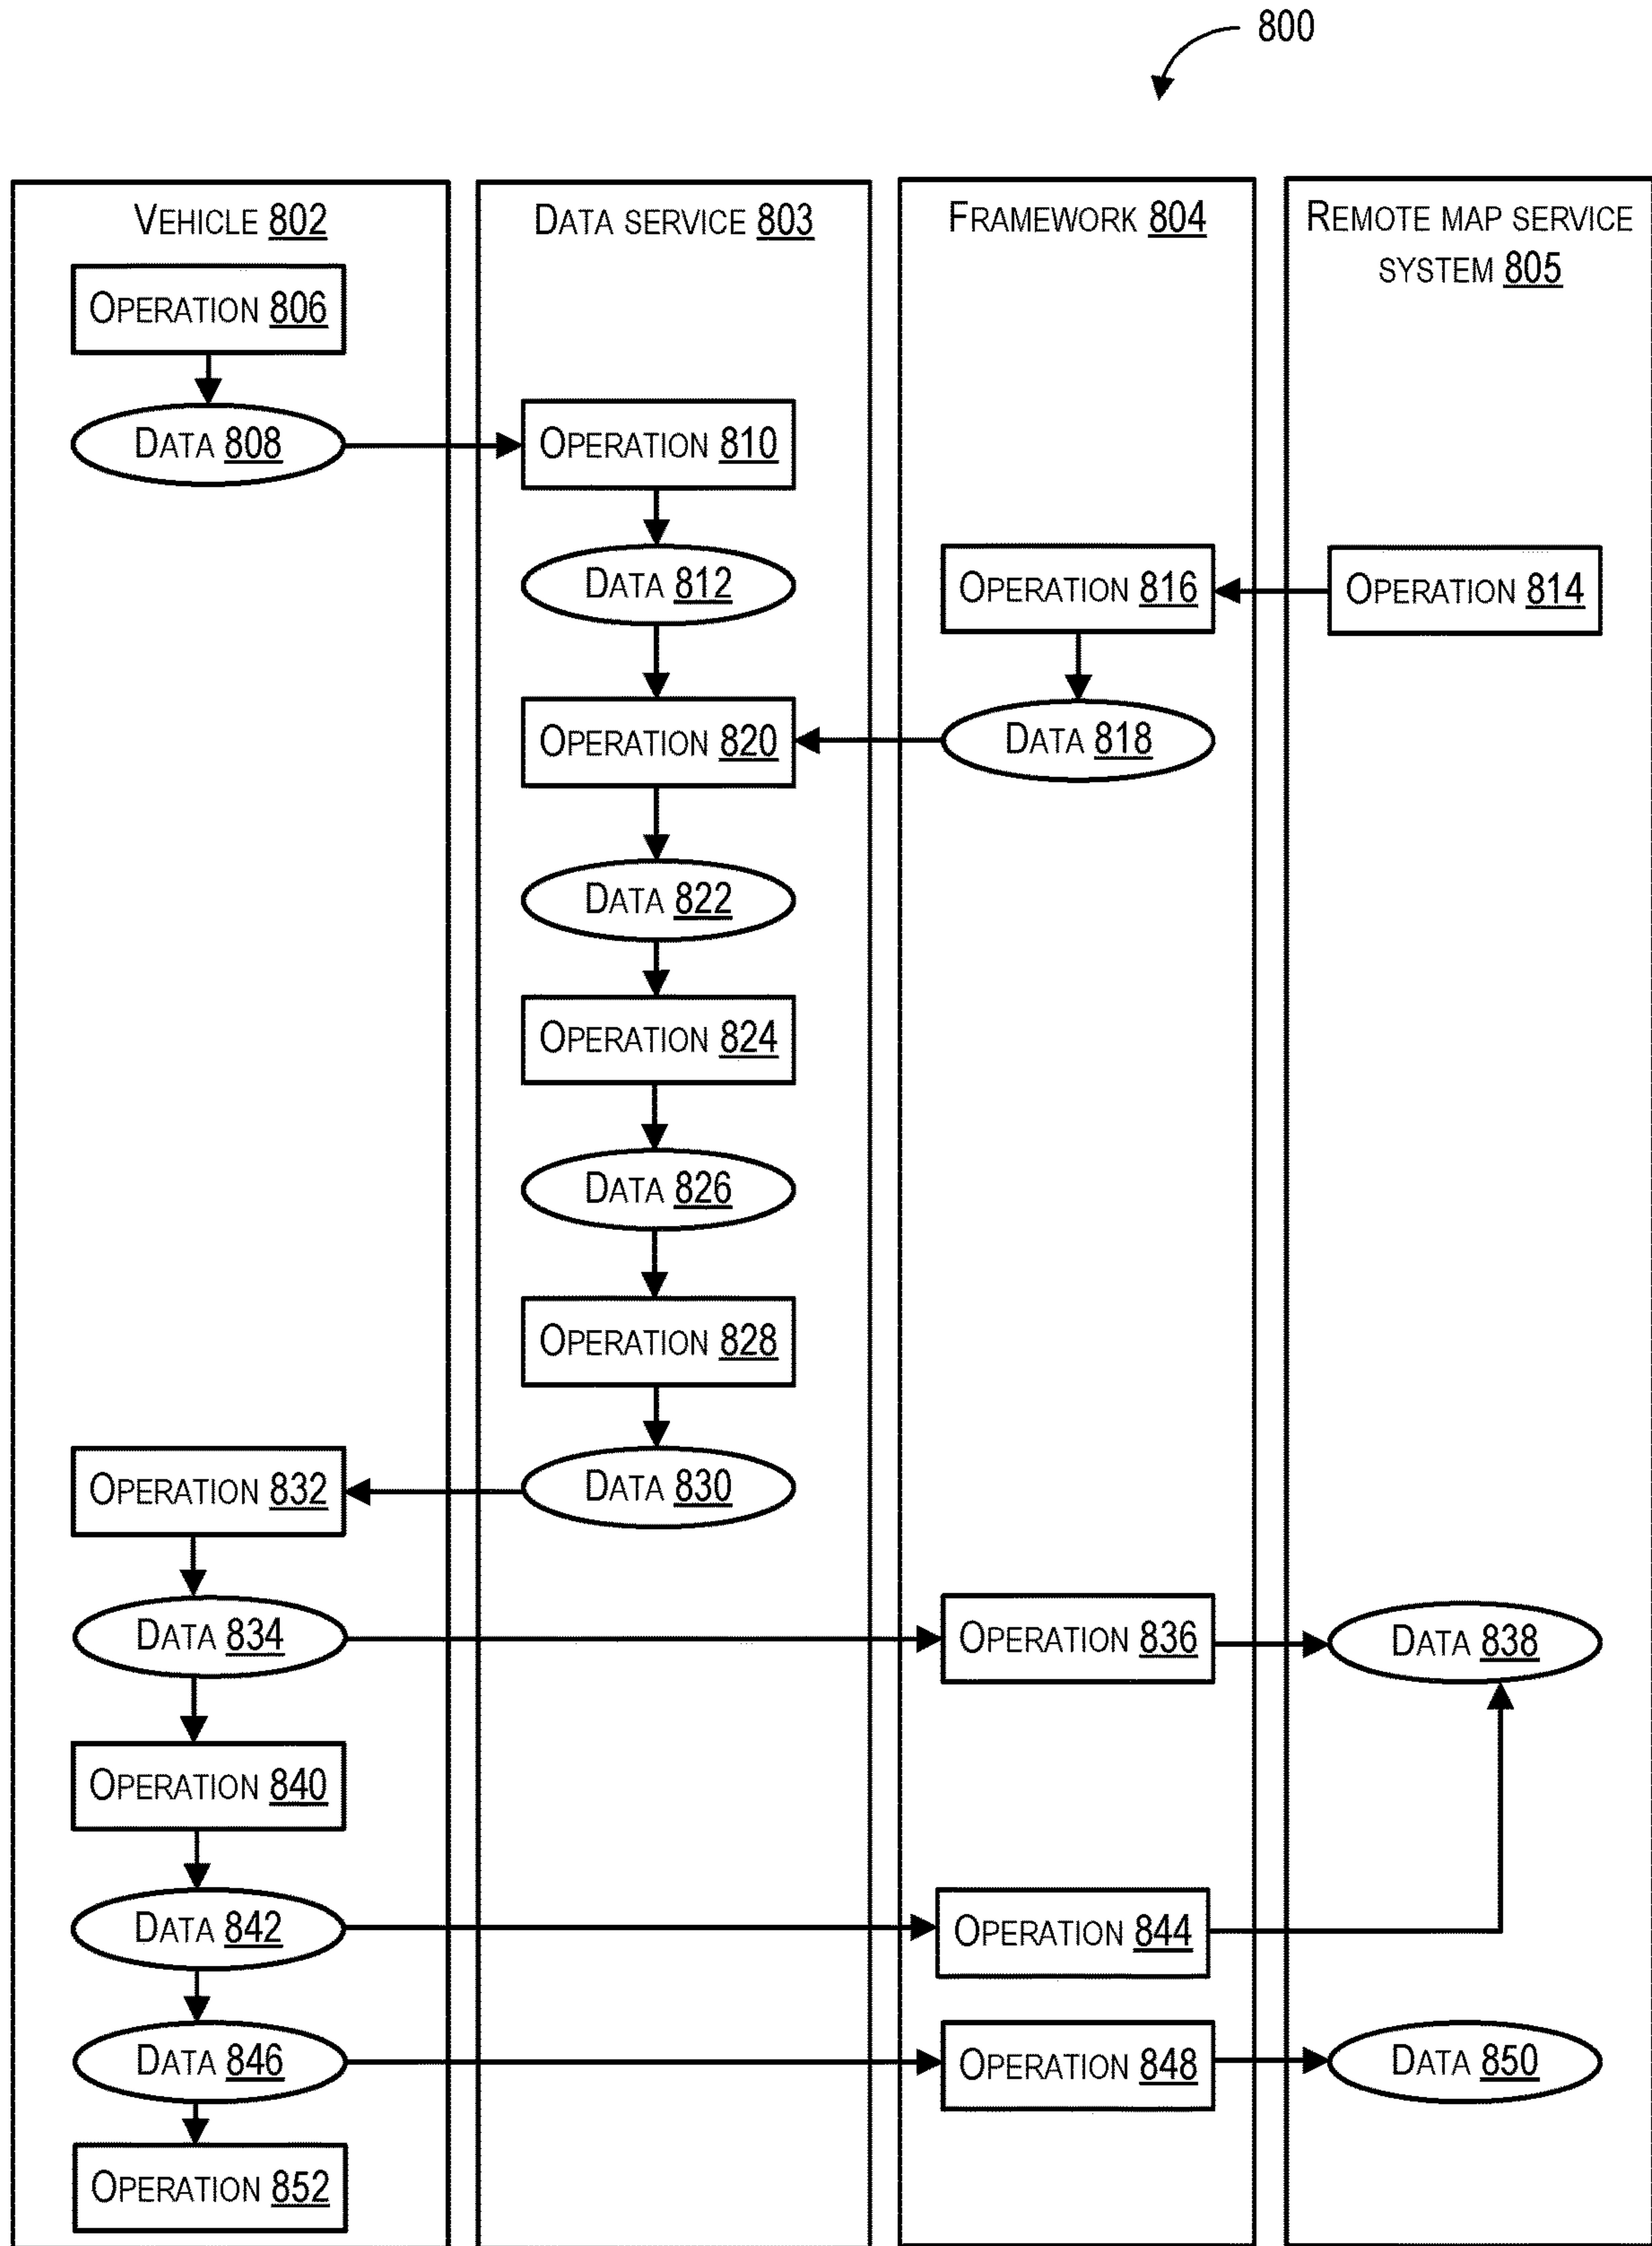 800
VEHICLE 802
DATA SERVICE 803
FRAMEWORK 804
REMOTE MAP SERVICE
SYSTEM 805
OPERATION 806
DATA 808
OPERATION 810
DATA 812
OPERATION 816
OPERATION 814
OPERATION 820
DATA 818
DATA 822
OPERATION 824
DATA 826
OPERATION 828
OPERATION 832
DATA 830
DATA 834
OPERATION 836
DATA 838
OPERATION 840
DATA 842
OPERATION 844
DATA 846
OPERATION 848
DATA 850
OPERATION 852